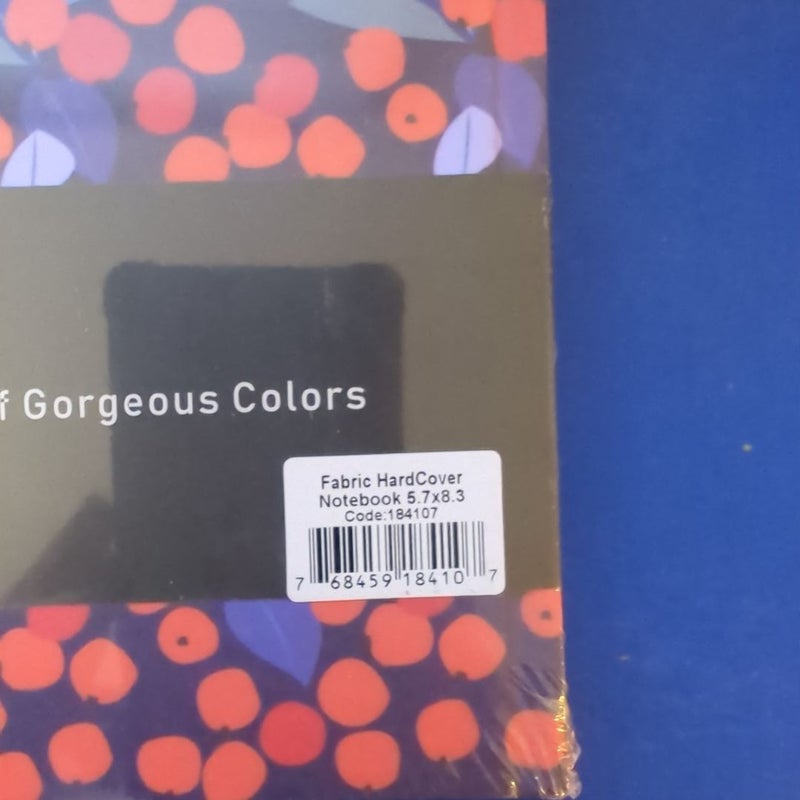 f Gorgeous Colors
Fabric HardCover
Notebook 5.7x8.3
Code:184107
7 68459 18410 7